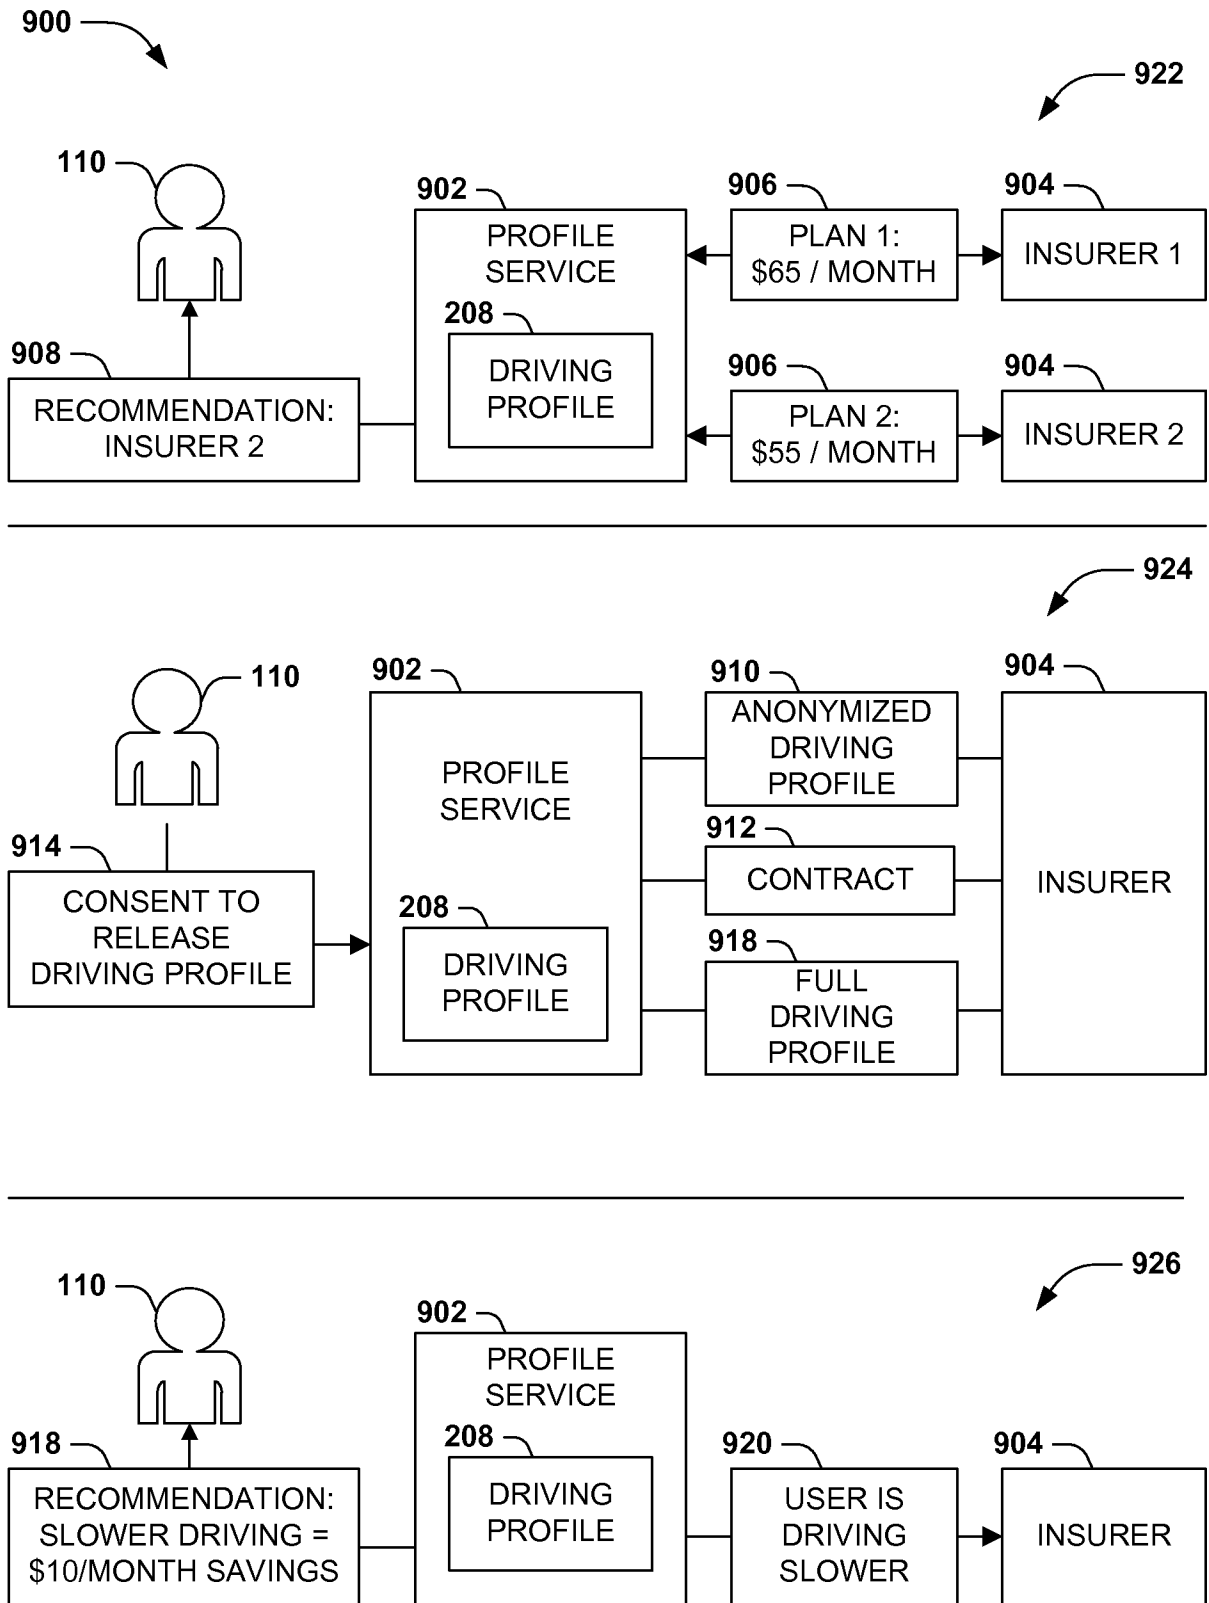 900
922
110
902
906
904
PROFILE
SERVICE
PLAN 1:
$65 / MONTH
INSURER 1
208
DRIVING
PROFILE
908
RECOMMENDATION:
INSURER 2
906
904
PLAN 2:
$55 / MONTH
INSURER 2
924
110
902
910
904
ANONYMIZED
DRIVING
PROFILE
PROFILE
SERVICE
914
CONSENT TO
RELEASE
DRIVING PROFILE
912
CONTRACT
INSURER
208
DRIVING
PROFILE
918
FULL
DRIVING
PROFILE
926
110
902
PROFILE
SERVICE
918
RECOMMENDATION:
SLOWER DRIVING =
$10/MONTH SAVINGS
208
DRIVING
PROFILE
920
USER IS
DRIVING
SLOWER
904
INSURER